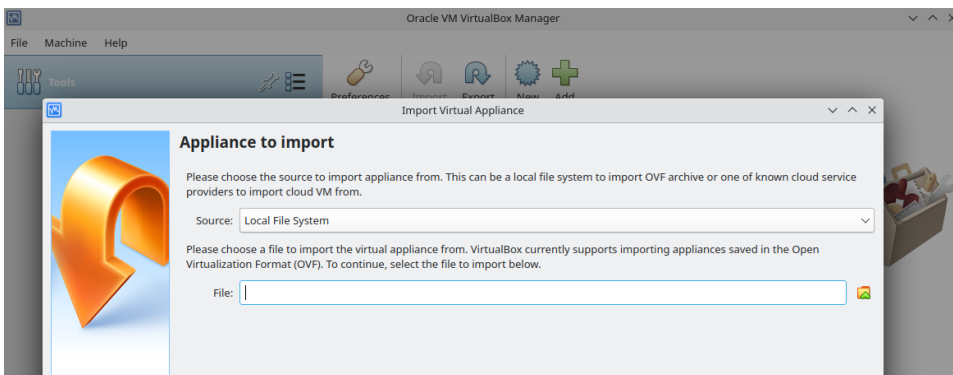 Oracle VM VirtualBox Manager
File Machine Help
Tools
Preferences Import Export New Add
Import Virtual Appliance
Appliance to import
Please choose the source to import appliance from. This can be a local file system to import OVF archive or one of known cloud service
providers to import cloud VM from.
Source: Local File System
Please choose a file to import the virtual appliance from. VirtualBox currently supports importing appliances saved in the Open
Virtualization Format (OVF). To continue, select the file to import below.
File: